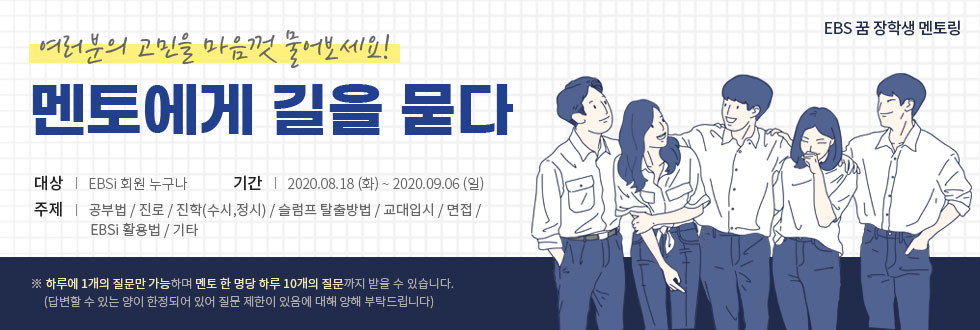 EBS 꿈 장학생 멘토링
여러분의 고민을 마음껏 물어보세요!
멘토에게 길을 묻다
대상 | EBSi 회원 누구나 기간 | 2020.08.18 (화) ~ 2020.09.06 (일)
주제 | 공부법 / 진로 / 진학(수시,정시) / 슬럼프 탈출방법 / 교대입시 / 면접 /
EBSi 활용법 / 기타
※ 하루에 1개의 질문만 가능하며 멘토 한 명당 하루 10개의 질문까지 받을 수 있습니다.
(답변할 수 있는 양이 한정되어 있어 질문 제한이 있음에 대해 양해 부탁드립니다)